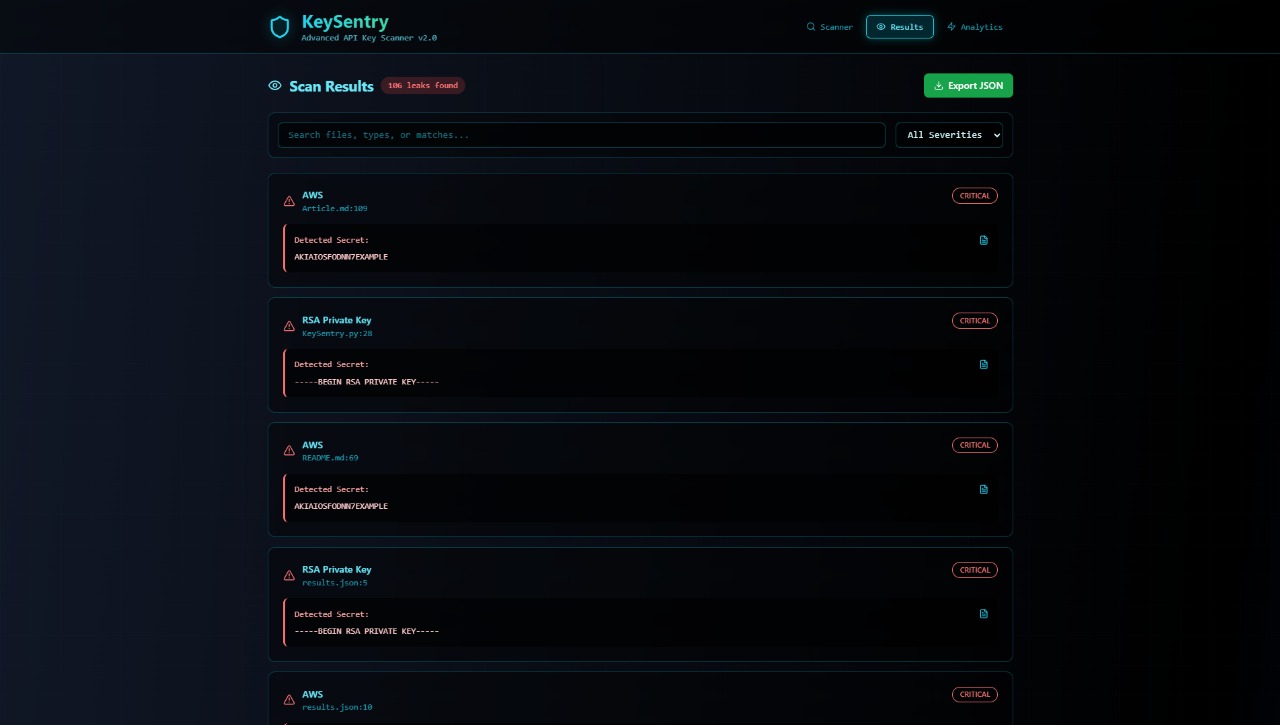 KeySentry
Advanced API Key Scanner v2.0
Scanner
Results
Analytics
Scan Results
106 leaks found
Export JSON
Search files, types, or matches...
All Severities
AWS
Article.md:109
CRITICAL
Detected Secret:
AKIAIOSFODNN7EXAMPLE
RSA Private Key
KeySentry.py:28
CRITICAL
Detected Secret:
-----BEGIN RSA PRIVATE KEY-----
AWS
README.md:69
CRITICAL
Detected Secret:
AKIAIOSFODNN7EXAMPLE
RSA Private Key
results.json:5
CRITICAL
Detected Secret:
-----BEGIN RSA PRIVATE KEY-----
AWS
results.json:10
CRITICAL